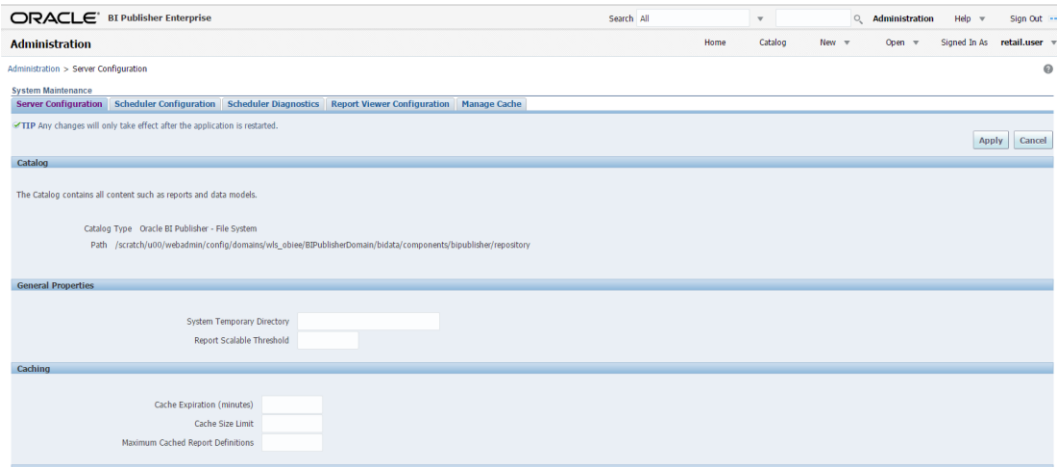 ORACLE BI Publisher Enterprise Search All Administration Help Sign Out
Administration Home Catalog New Open Signed In As retail.user
Administration > Server Configuration
System Maintenance
Server Configuration Scheduler Configuration Scheduler Diagnostics Report Viewer Configuration Manage Cache
TIP Any changes will only take effect after the application is restarted.
Apply Cancel
Catalog
The Catalog contains all content such as reports and data models.
Catalog Type Oracle BI Publisher - File System
Path /scratch/u00/webadmin/config/domains/wls_obiee/BIPublisherDomain/bidata/components/bipublisher/repository
General Properties
System Temporary Directory
Report Scalable Threshold
Caching
Cache Expiration (minutes)
Cache Size Limit
Maximum Cached Report Definitions